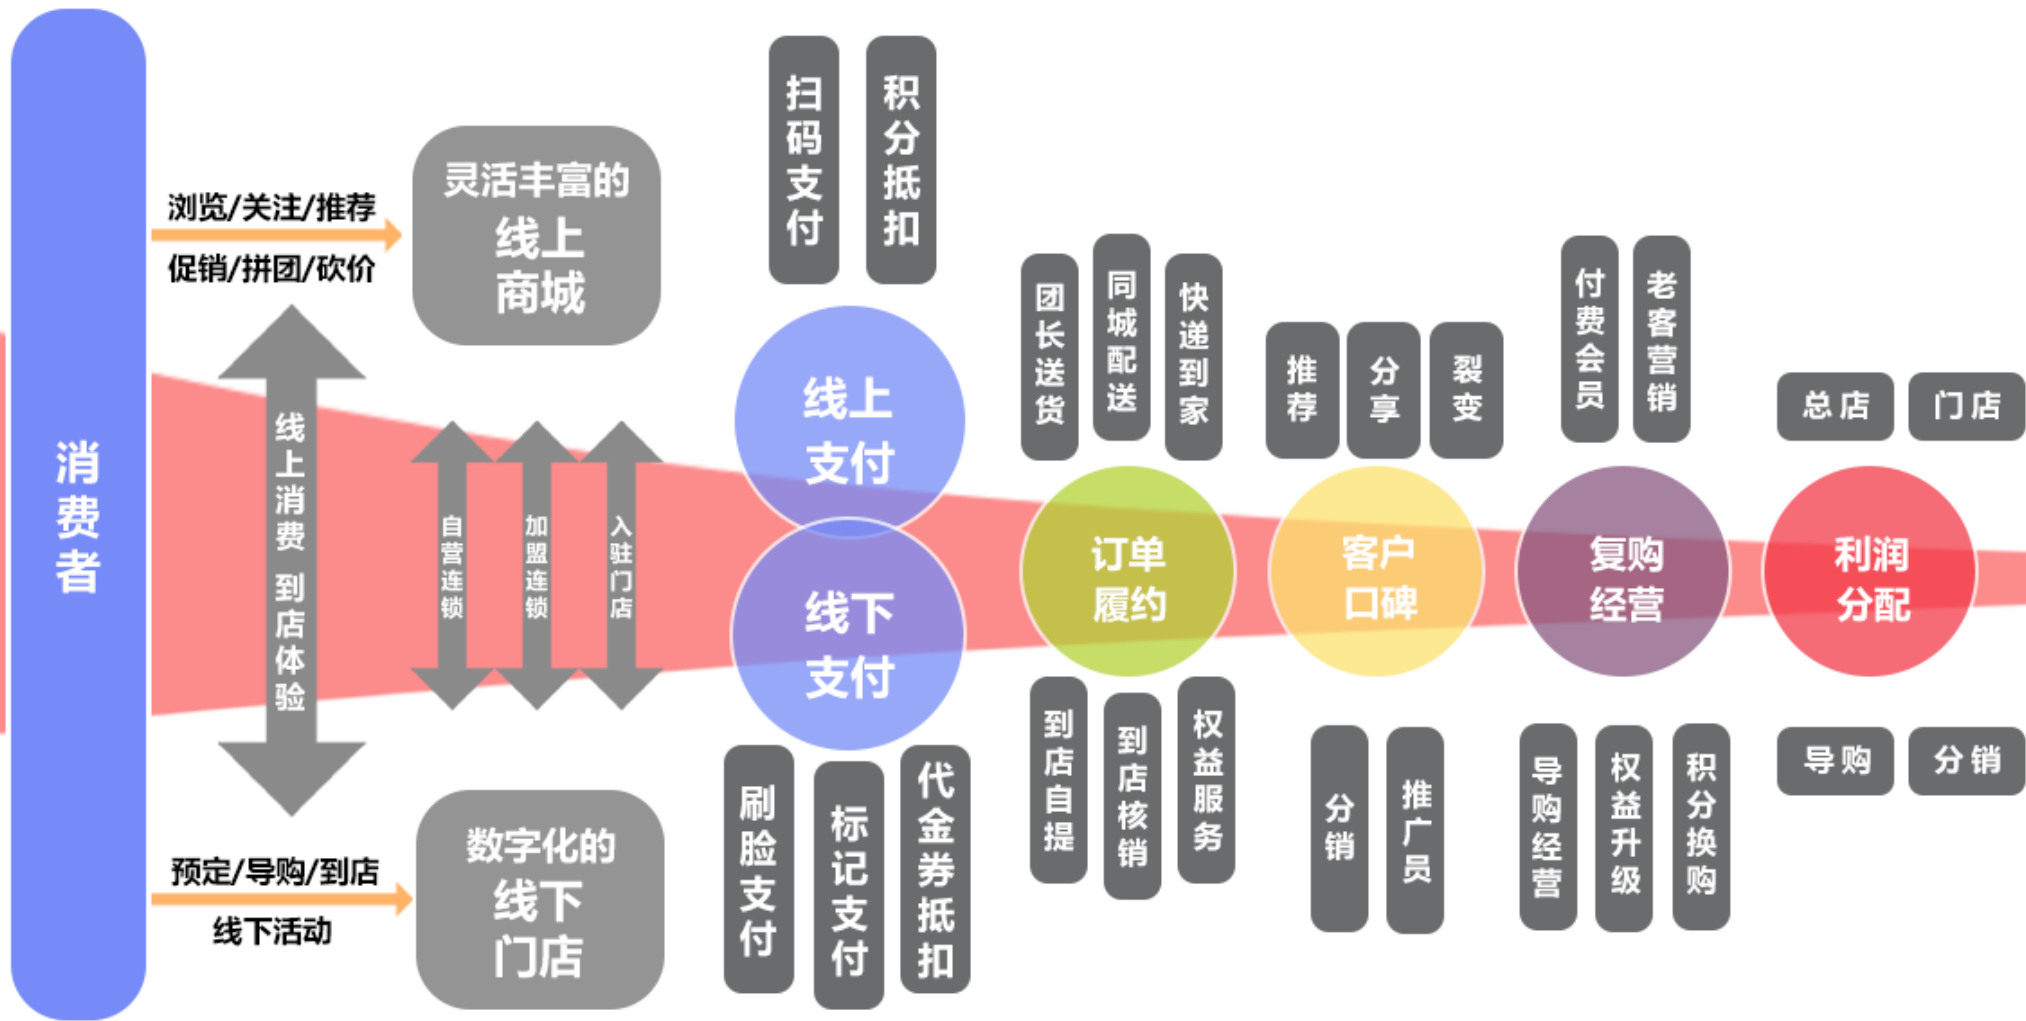 消费者
浏览/关注/推荐
促销/拼团/砍价
线上消费 到店体验
预定/导购/到店
线下活动
灵活丰富的
线上
商城
自营连锁
加盟连锁
入驻门店
数字化的
线下
门店
扫码支付
积分抵扣
线上
支付
线下
支付
刷脸支付
标记支付
代金券抵扣
团长送货
同城配送
快递到家
订单
履约
到店自提
到店核销
权益服务
推荐
分享
裂变
客户
口碑
分销
推广员
付费会员
老客营销
复购
经营
导购经营
权益升级
积分换购
总店
门店
利润
分配
导购
分销